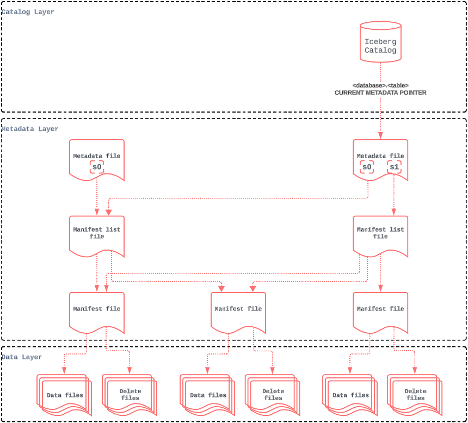 Catalog Layer
Iceberg
Catalog
<database>.<table>
CURRENT METADATA POINTER
Metadata Layer
Metadata file
s0
Metadata file
s0 s1
Manifest list
file
Manifest list
file
Manifest file
Manifest file
Manifest file
Data Layer
Data files
Delete
files
Data files
Delete
files
Data files
Delete
files